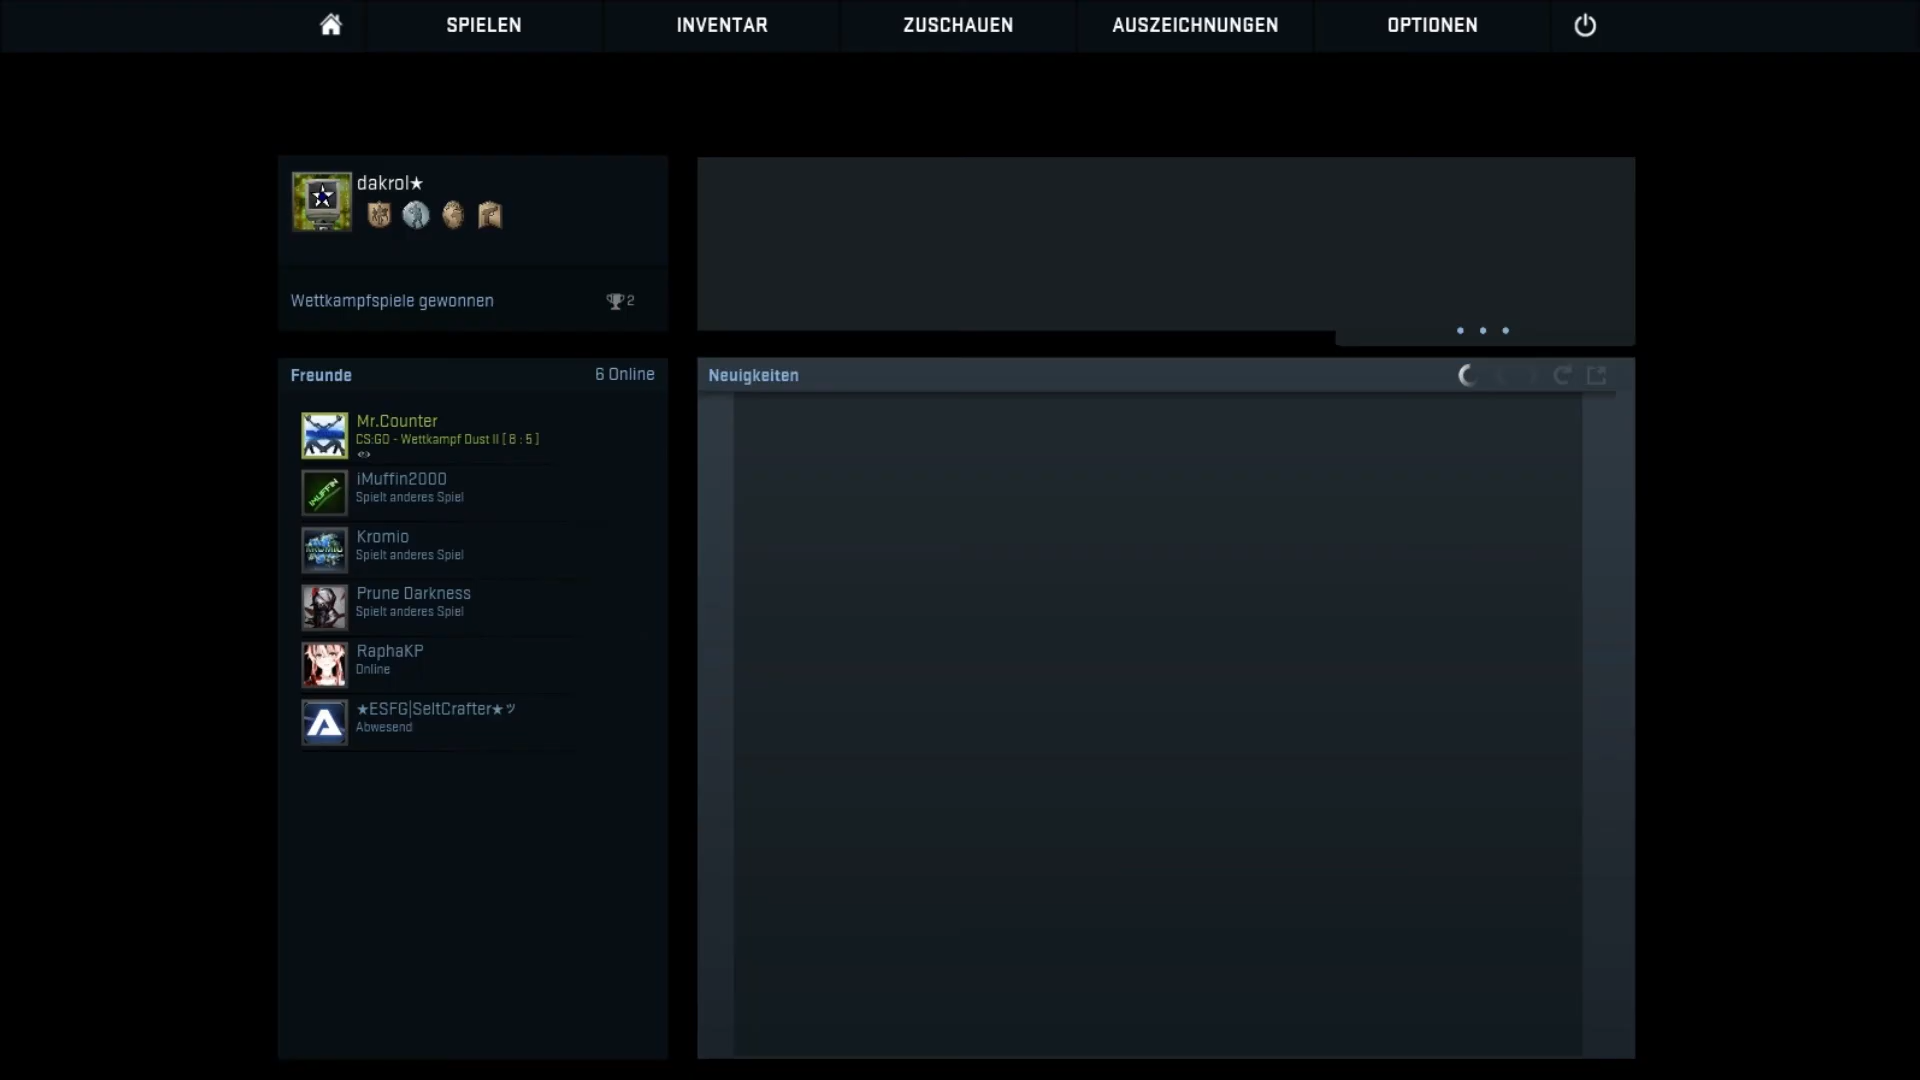 SPIELEN
INVENTAR
ZUSCHAUEN
AUSZEICHNUNGEN
OPTIONEN
dakrol★
Wettkampfspiele gewonnen
2
Freunde
6 Online
Mr.Counter
CS:GO - Wettkampf Dust II [ 8 : 5 ]
iMuffin2000
Spielt anderes Spiel
Kromio
Spielt anderes Spiel
Prune Darkness
Spielt anderes Spiel
RaphaKP
Online
★ESFG|SeltCrafter★ツ
Abwesend
Neuigkeiten
IMUFFIN
KROMIO